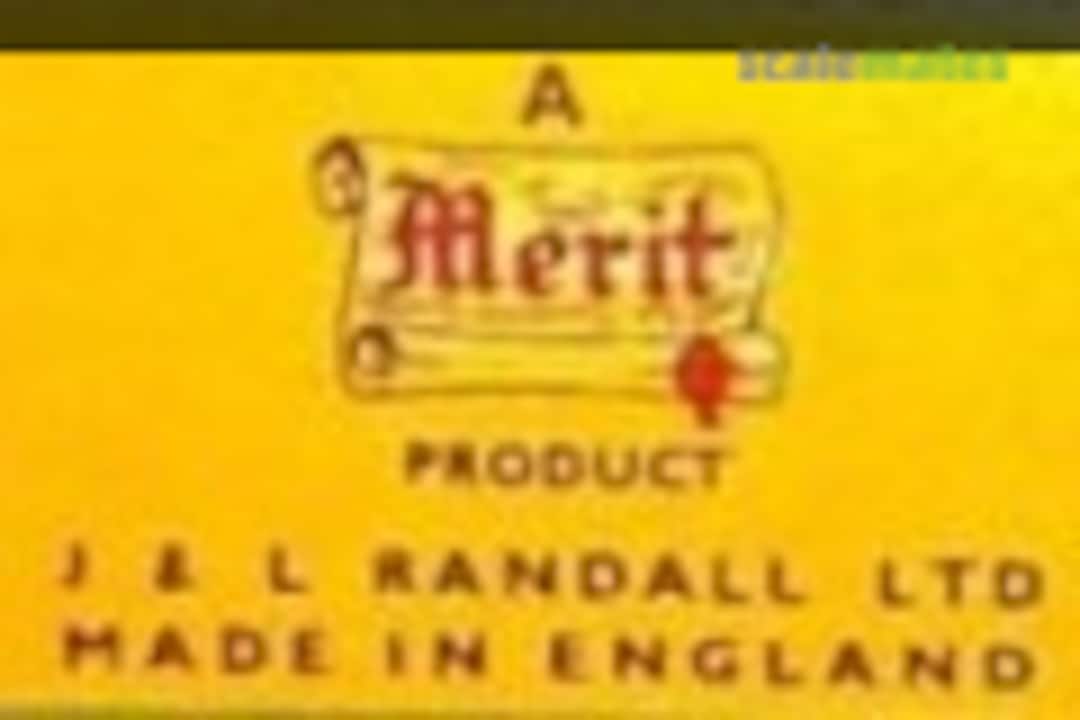 scalemates
A
Merit
PRODUCT
J & L RANDALL LTD
MADE IN ENGLAND